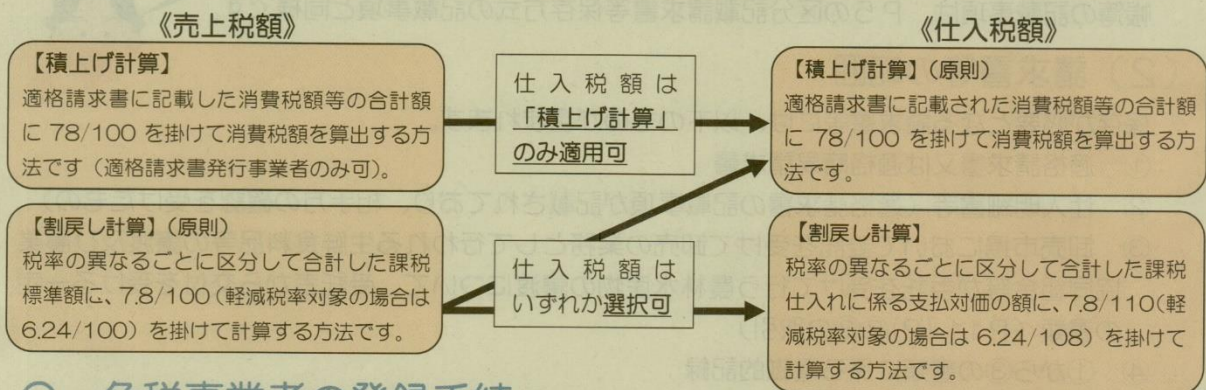 《売上税額》
【積上げ計算】
適格請求書に記載した消費税額等の合計額
に 78/100 を掛けて消費税額を算出する方
法です（適格請求書発行事業者のみ可）。
【割戻し計算】（原則）
税率の異なるごとに区分して合計した課税
標準額に、7.8/100（軽減税率対象の場合は
6.24/100）を掛けて計算する方法です。
仕入税額は
「積上げ計算」
のみ適用可
仕入税額は
いずれか選択可
《仕入税額》
【積上げ計算】（原則）
適格請求書に記載された消費税額等の合計額
に 78/100 を掛けて消費税額を算出する方
法です。
【割戻し計算】
税率の異なるごとに区分して合計した課税
仕入れに係る支払対価の額に、7.8/110（軽
減税率対象の場合は 6.24/108）を掛けて
計算する方法です。